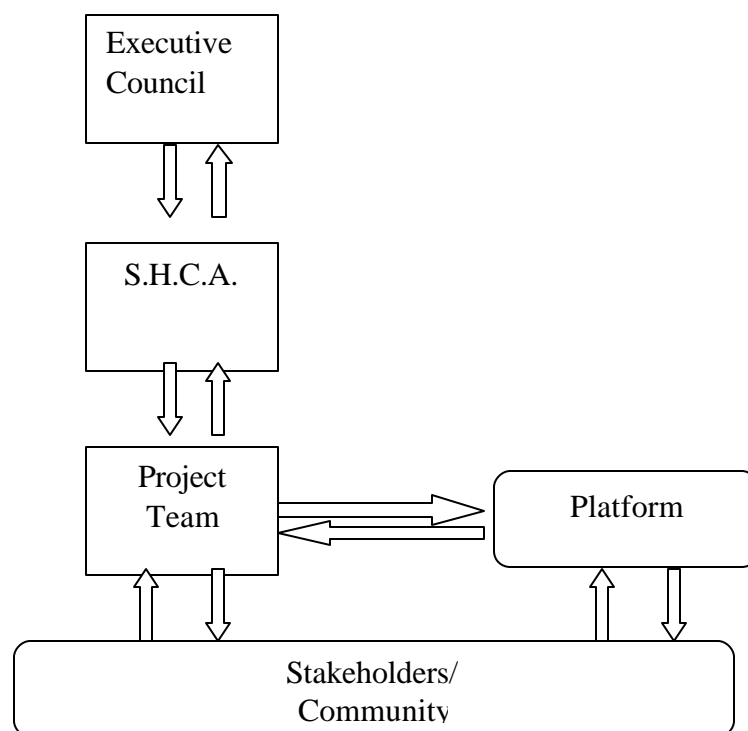 Executive
Council
S.H.C.A.
Project
Team
Platform
Stakeholders/
Community